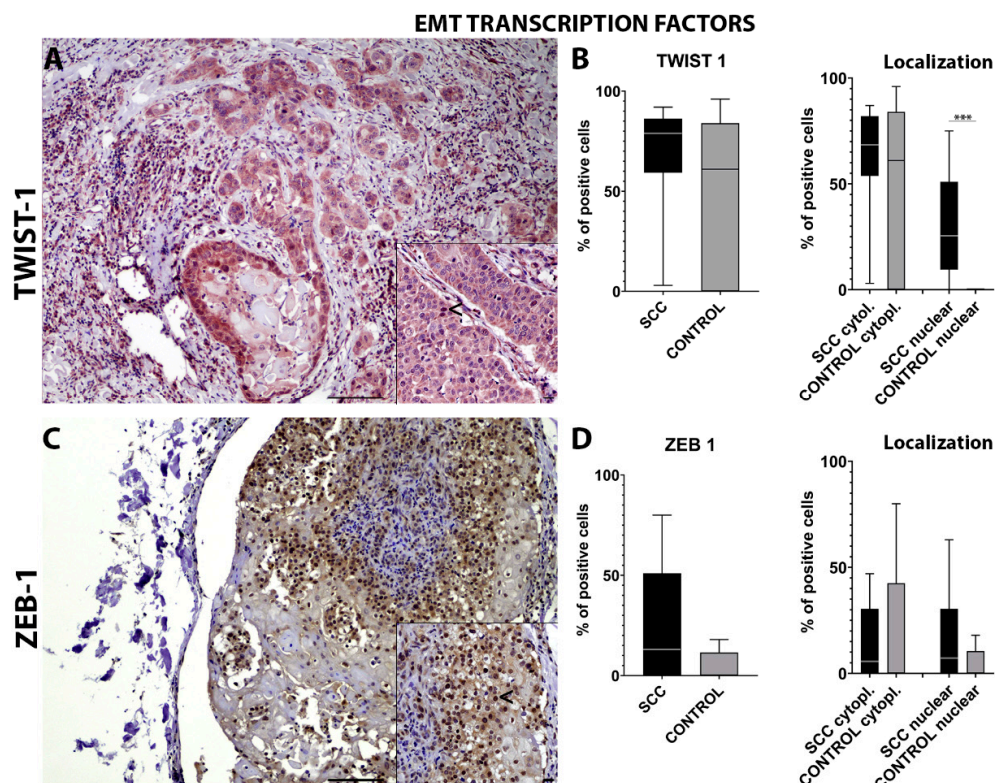 EMT TRANSCRIPTION FACTORS
TWIST-1
A
B
TWIST 1
% of positive cells
100
50
0
SCC
CONTROL
Localization
% of positive cells
100
50
0
***
SCC cytol.
CONTROL cytopl.
SCC nuclear
CONTROL nuclear
ZEB-1
C
<
<
D
ZEB 1
% of positive cells
100
50
0
SCC
CONTROL
Localization
% of positive cells
100
50
0
SCC cytopl.
CONTROL cytopl.
SCC nuclear
CONTROL nuclear